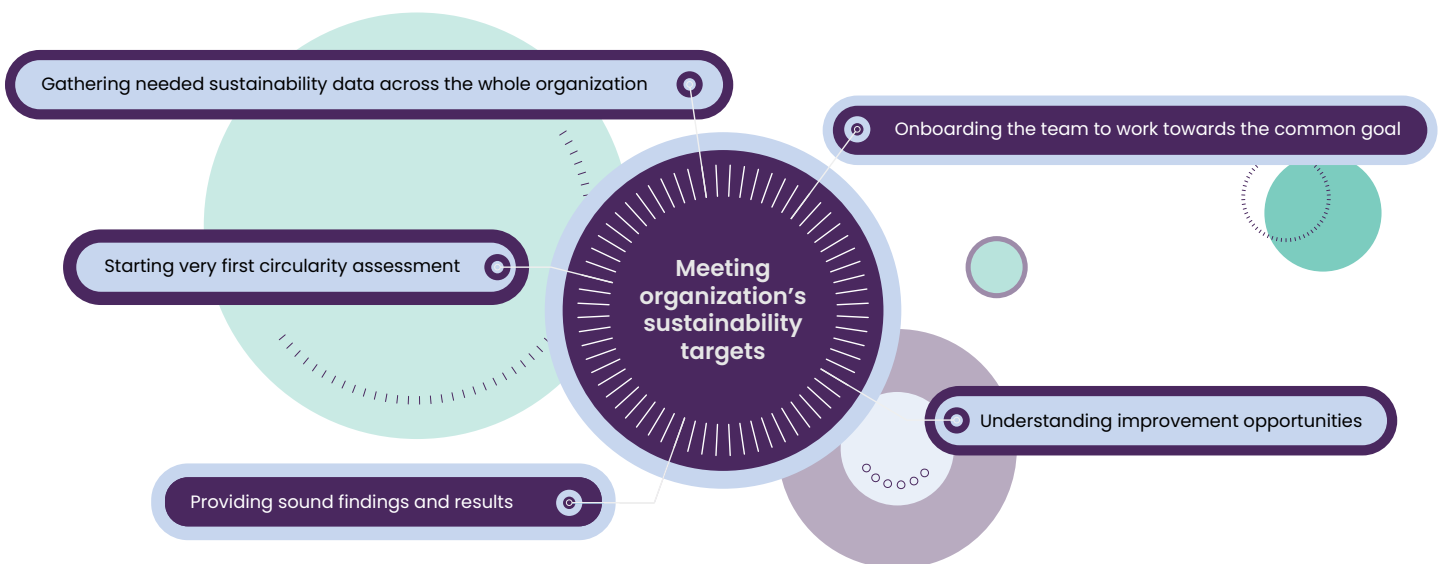 Gathering needed sustainability data across the whole organization
Onboarding the team to work towards the common goal
Starting very first circularity assessment
Meeting
organization’s
sustainability
targets
Understanding improvement opportunities
Providing sound findings and results